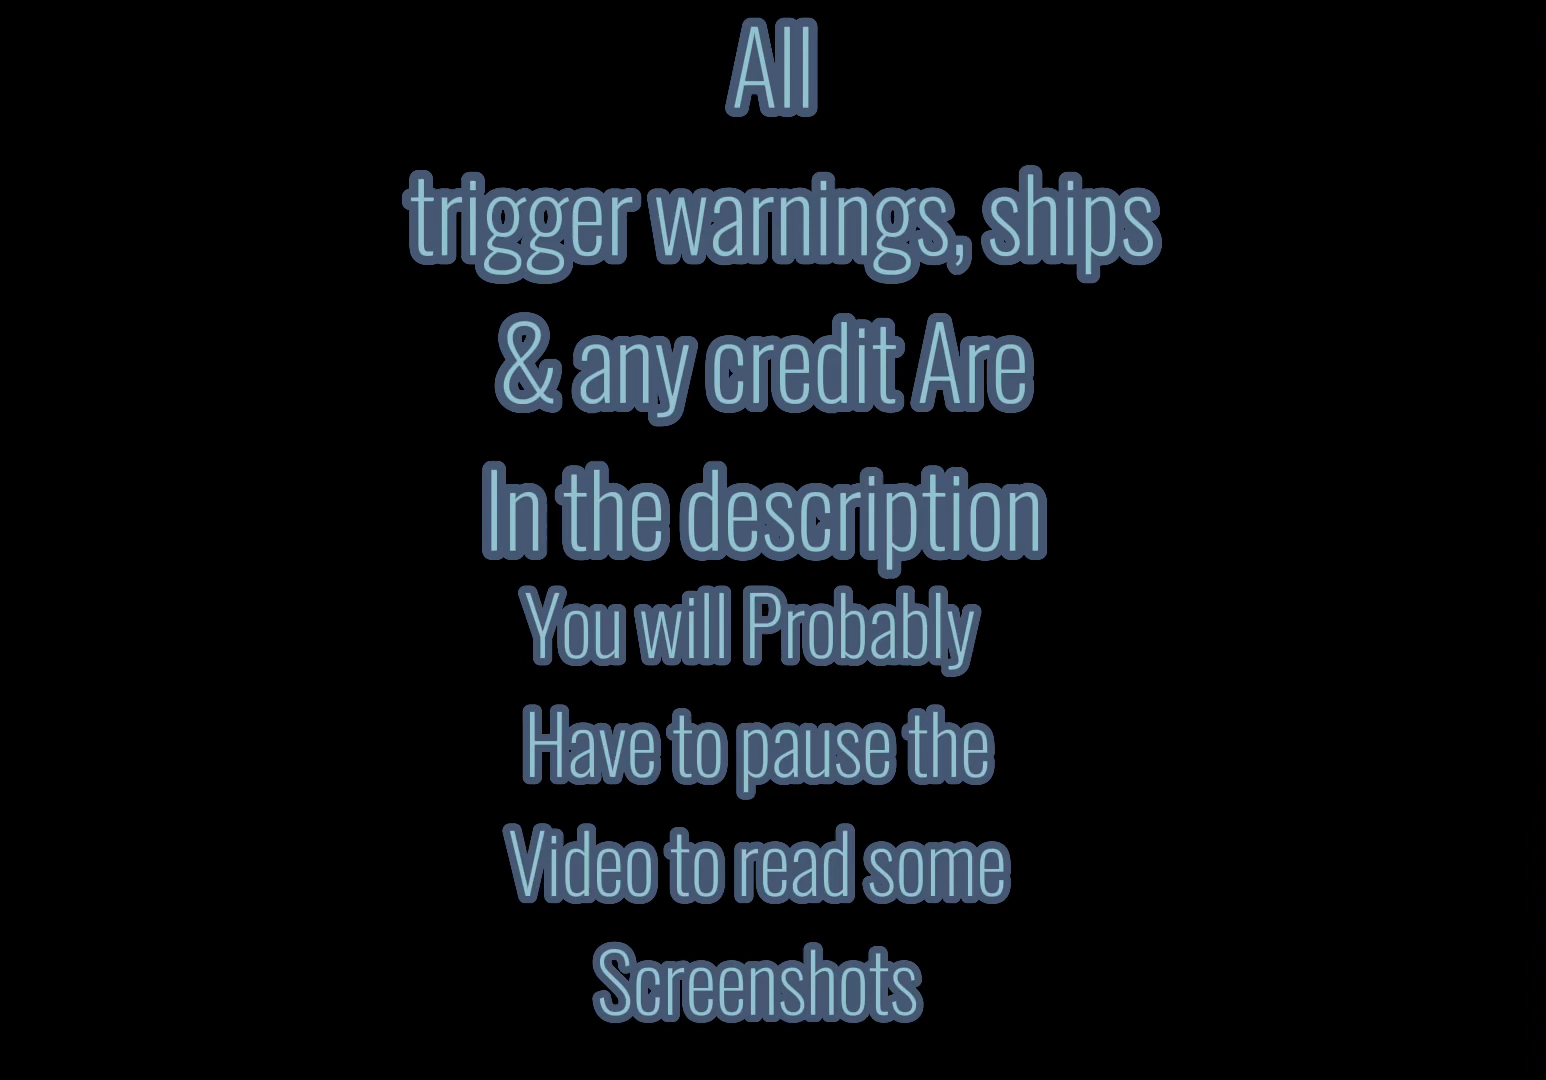 All
trigger warnings, ships
& any credit Are
In the description
You will Probably
Have to pause the
Video to read some
Screenshots